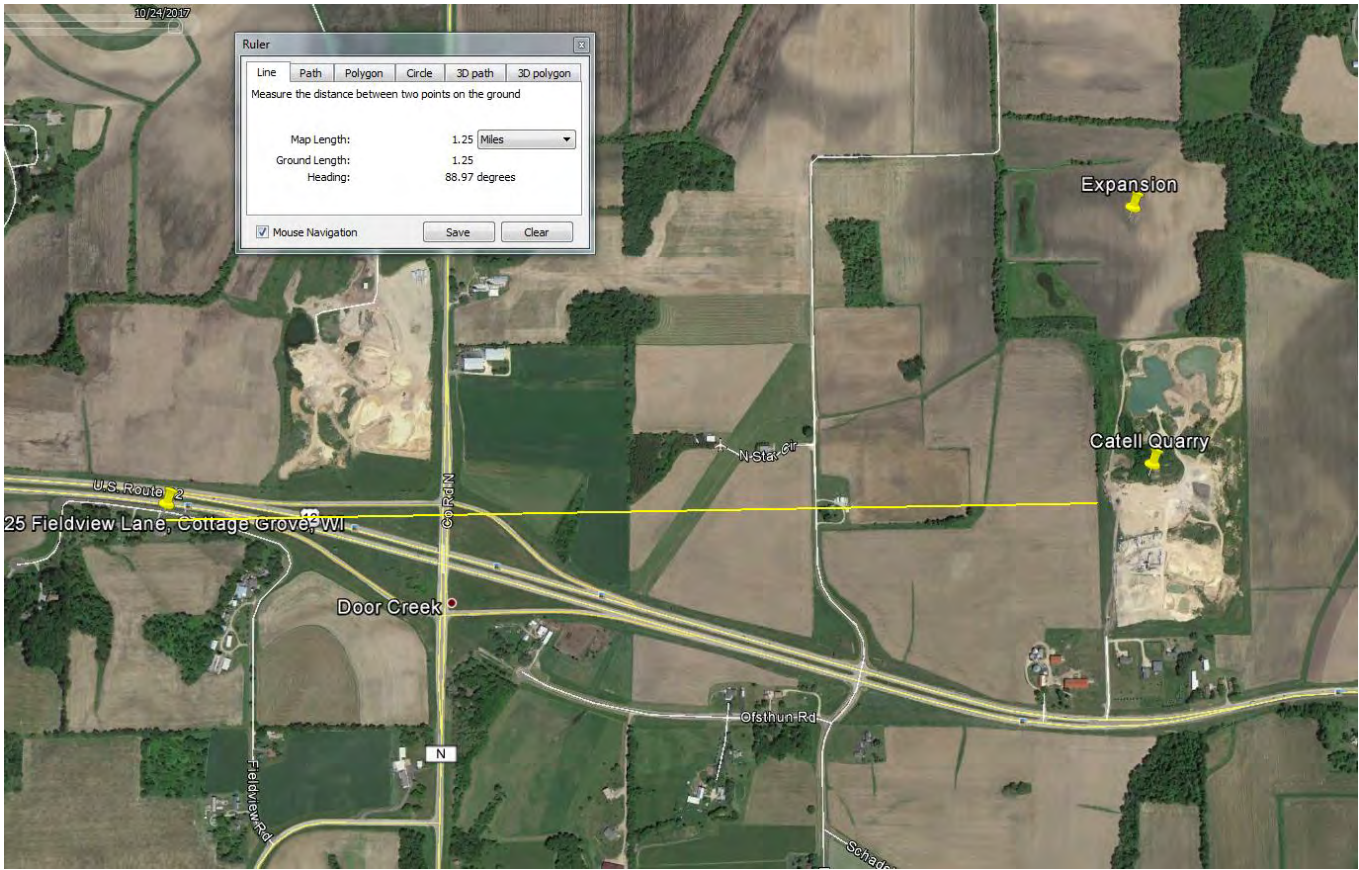 10/24/2017
Ruler
Line Path Polygon Circle 3D path 3D polygon
Measure the distance between two points on the ground
Map Length: 1.25 Miles
Ground Length: 1.25
Heading: 88.97 degrees
Mouse Navigation Save Clear
Expansion
Catell Quarry
N Star Cir
U.S. Route 12
25 Fieldview Lane, Cottage Grove, WI
Co Rd N
Door Creek
Ofsthun Rd
N
Fieldview Rd